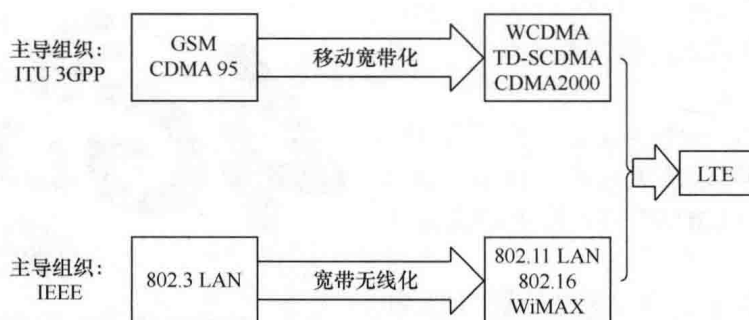 主导组织：
ITU 3GPP
GSM
CDMA 95
移动宽带化
WCDMA
TD-SCDMA
CDMA2000
LTE
主导组织：
IEEE
802.3 LAN
宽带无线化
802.11 LAN
802.16
WiMAX